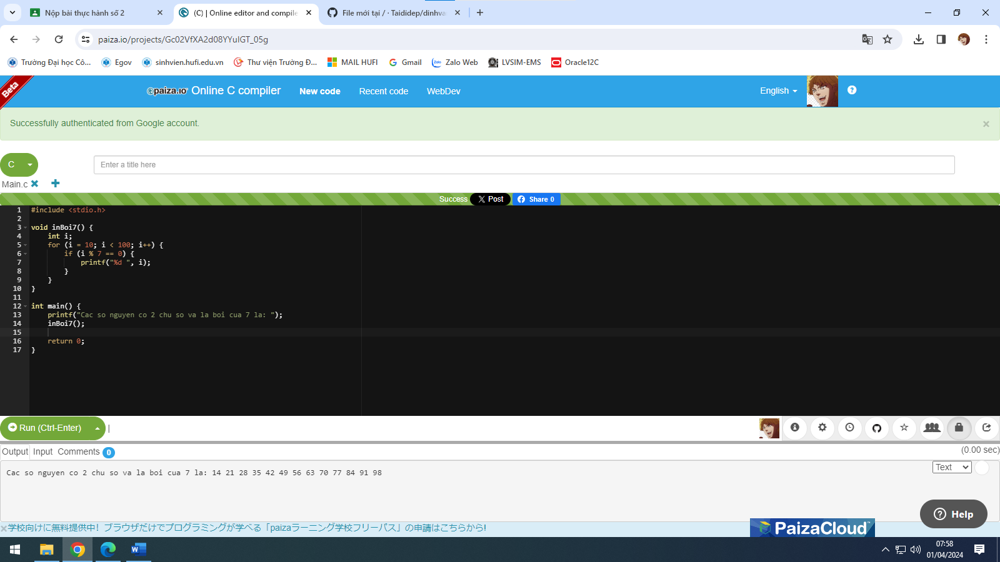 Nộp bài thực hành số 2
(C) | Online editor and compile
File mới tại / · Taididep/dinhva
paiza.io/projects/Gc02VfXA2d08YYulGT_05g
Trường Đại học Cô... Egov sinhvien.hufi.edu.vn Thư viện Trường Đ... MAIL HUFI Gmail Zalo Web LVSIM-EMS Oracle12C
Beta
paiza.io Online C compiler New code Recent code WebDev English
Successfully authenticated from Google account.
C Enter a title here
Main.c
Success Post Share 0
1 #include <stdio.h>
2
3 void inBoi7() {
4 int i;
5 for (i = 10; i < 100; i++) {
6 if (i % 7 == 0) {
7 printf("%d ", i);
8 }
9 }
10 }
11
12 int main() {
13 printf("Cac so nguyen co 2 chu so va la boi cua 7 la: ");
14 inBoi7();
15
16 return 0;
17 }
Run (Ctrl-Enter)
Output Input Comments 0 (0.00 sec)
Text
Cac so nguyen co 2 chu so va la boi cua 7 la: 14 21 28 35 42 49 56 63 70 77 84 91 98
Help
学校向けに無料提供中! ブラウザだけでプログラミングが学べる「paizaラーニング学校フリーパス」の申請はこちらから!
PaizaCloud
07:58
01/04/2024